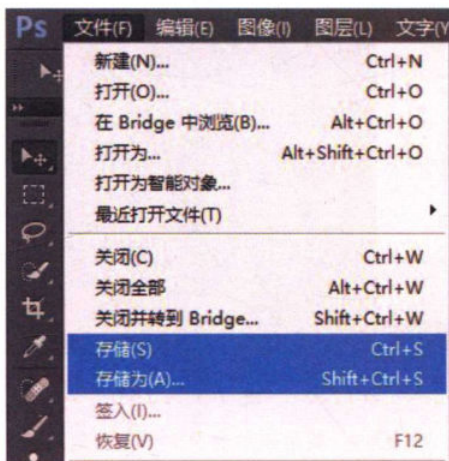 Ps 文件(F) 编辑(E) 图像(I) 图层(L) 文字(Y
新建(N)... Ctrl+N
打开(O)... Ctrl+O
在 Bridge 中浏览(B)... Alt+Ctrl+O
打开为... Alt+Shift+Ctrl+O
打开为智能对象...
最近打开文件(T)
关闭(C) Ctrl+W
关闭全部 Alt+Ctrl+W
关闭并转到 Bridge... Shift+Ctrl+W
存储(S) Ctrl+S
存储为(A)... Shift+Ctrl+S
签入(I)...
恢复(V) F12